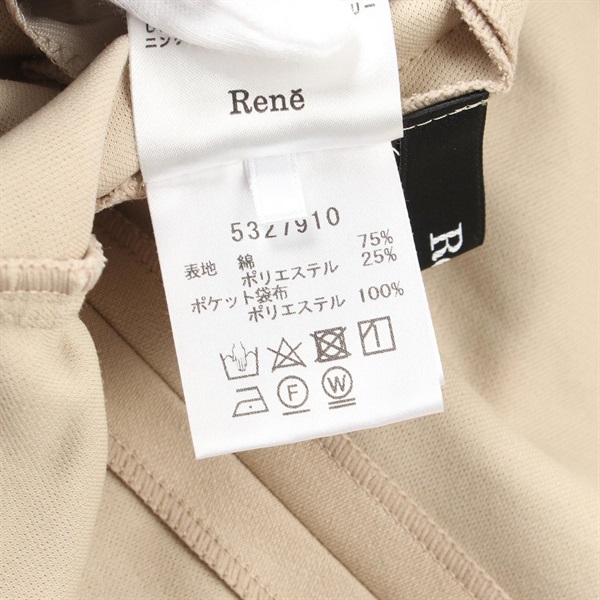 René
5327910
表地 綿 75%
ポリエステル 25%
ポケット袋布
ポリエステル 100%
F W